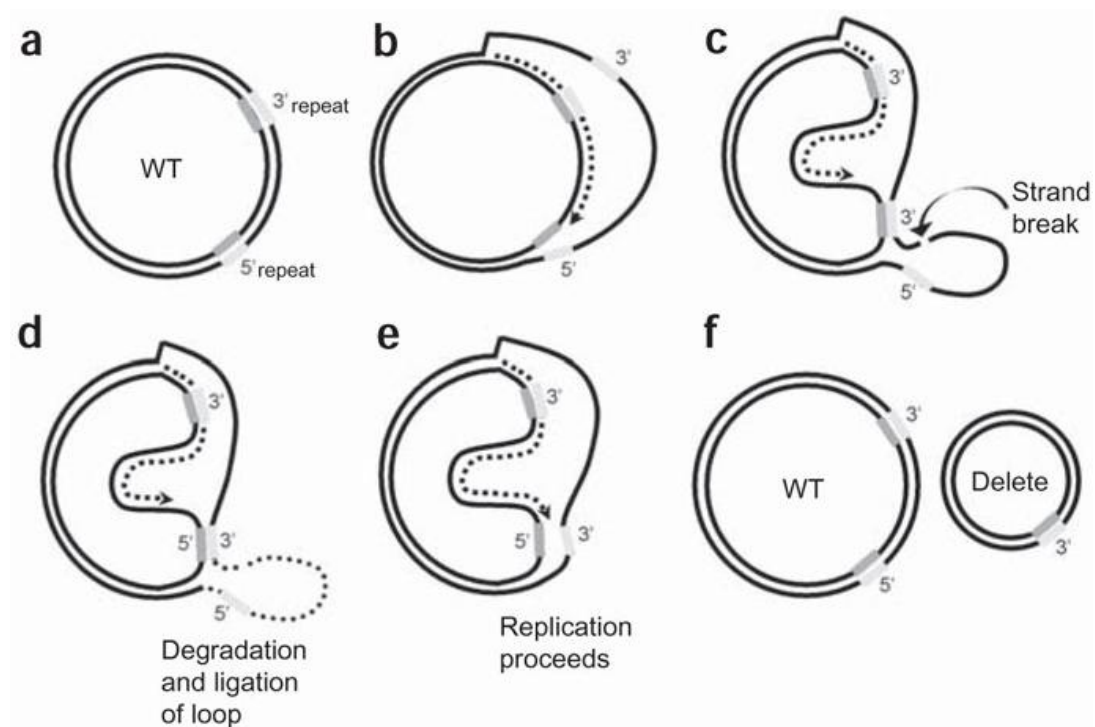 a
3' repeat
WT
5' repeat
b
3'
5'
c
3'
3'
Strand
break
5'
d
3'
5' 3'
5'
Degradation
and ligation
of loop
e
3'
5' 3'
Replication
proceeds
f
3'
WT
5'
Delete
3'